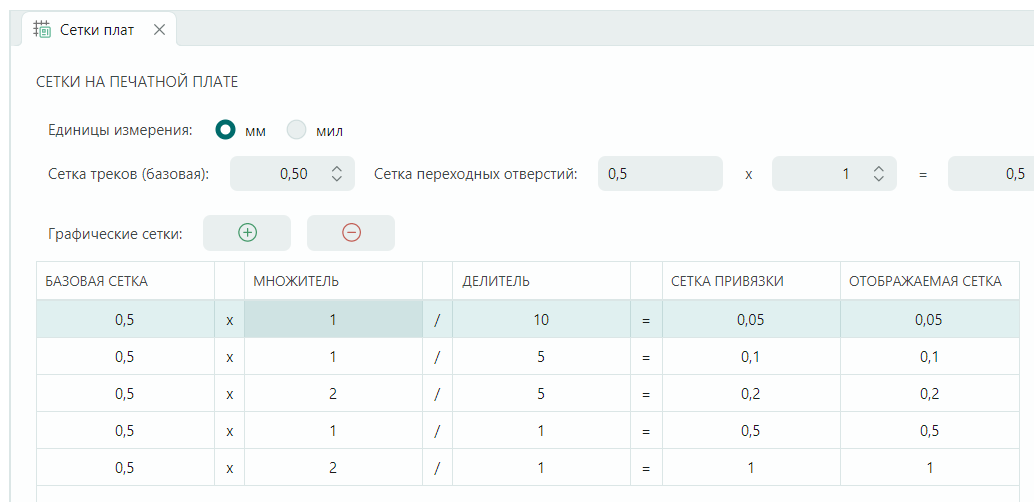 Сетки плат
СЕТКИ НА ПЕЧАТНОЙ ПЛАТЕ
Единицы измерения: мм мил
Сетка треков (базовая): 0,50 Сетка переходных отверстий: 0,5 x 1 = 0,5
Графические сетки:
БАЗОВАЯ СЕТКА МНОЖИТЕЛЬ ДЕЛИТЕЛЬ СЕТКА ПРИВЯЗКИ ОТОБРАЖАЕМАЯ СЕТКА
0,5 x 1 / 10 = 0,05 0,05
0,5 x 1 / 5 = 0,1 0,1
0,5 x 2 / 5 = 0,2 0,2
0,5 x 1 / 1 = 0,5 0,5
0,5 x 2 / 1 = 1 1